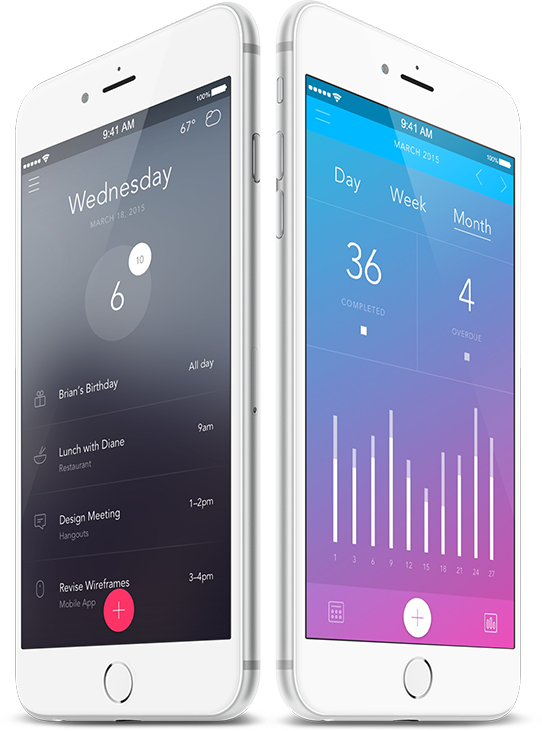 100%
9:41 AM
67°
Wednesday
MARCH 18, 2015
10
6
All day
Brian's Birthday
9am
Lunch with Diane
Restaurant
1–2pm
Design Meeting
Hangouts
3–4pm
Revise Wireframes
Mobile App
+
9:41 AM
100%
MARCH 2015
Day Week Month
36
COMPLETED
4
OVERDUE
1 3 6 9 12 15 18 21 24 27
+